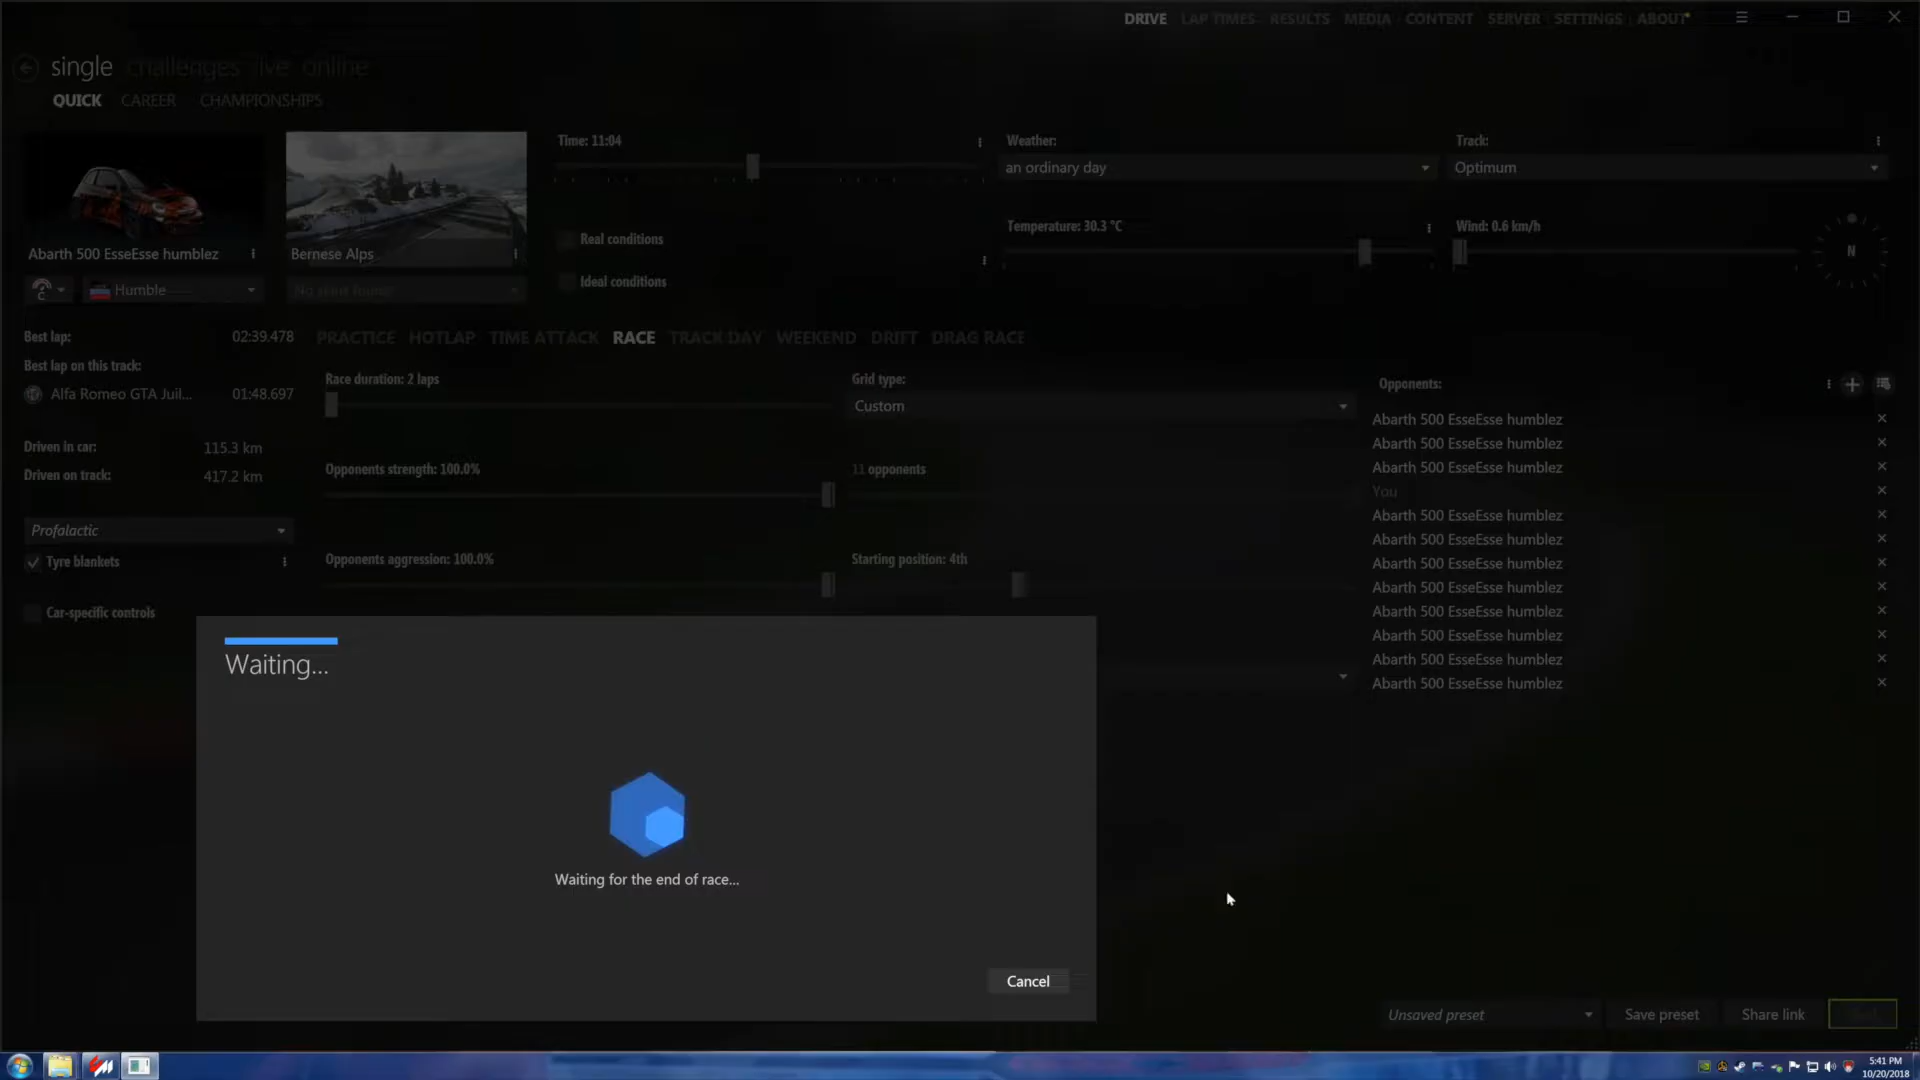 DRIVE LAP TIMES RESULTS MEDIA CONTENT SERVER SETTINGS ABOUT
single challenges live online
QUICK CAREER CHAMPIONSHIPS
Time: 11:04
Weather:
Track:
an ordinary day
Optimum
Temperature: 30.3 °C
Wind: 0.6 km/h
N
Real conditions
Ideal conditions
Abarth 500 EsseEsse humblez
Bernese Alps
C
Humble
No skins found
Best lap: 02:39.478
Best lap on this track:
Alfa Romeo GTA Juil... 01:48.697
Driven in car: 115.3 km
Driven on track: 417.2 km
Profalactic
Tyre blankets
Car-specific controls
PRACTICE HOTLAP TIME ATTACK RACE TRACK DAY WEEKEND DRIFT DRAG RACE
Race duration: 2 laps
Grid type:
Custom
Opponents strength: 100.0%
11 opponents
Opponents aggression: 100.0%
Starting position: 4th
Opponents:
Abarth 500 EsseEsse humblez
Abarth 500 EsseEsse humblez
Abarth 500 EsseEsse humblez
You
Abarth 500 EsseEsse humblez
Abarth 500 EsseEsse humblez
Abarth 500 EsseEsse humblez
Abarth 500 EsseEsse humblez
Abarth 500 EsseEsse humblez
Abarth 500 EsseEsse humblez
Abarth 500 EsseEsse humblez
Abarth 500 EsseEsse humblez
Waiting...
Waiting for the end of race...
Cancel
Unsaved preset
Save preset
Share link
5:41 PM
10/20/2018